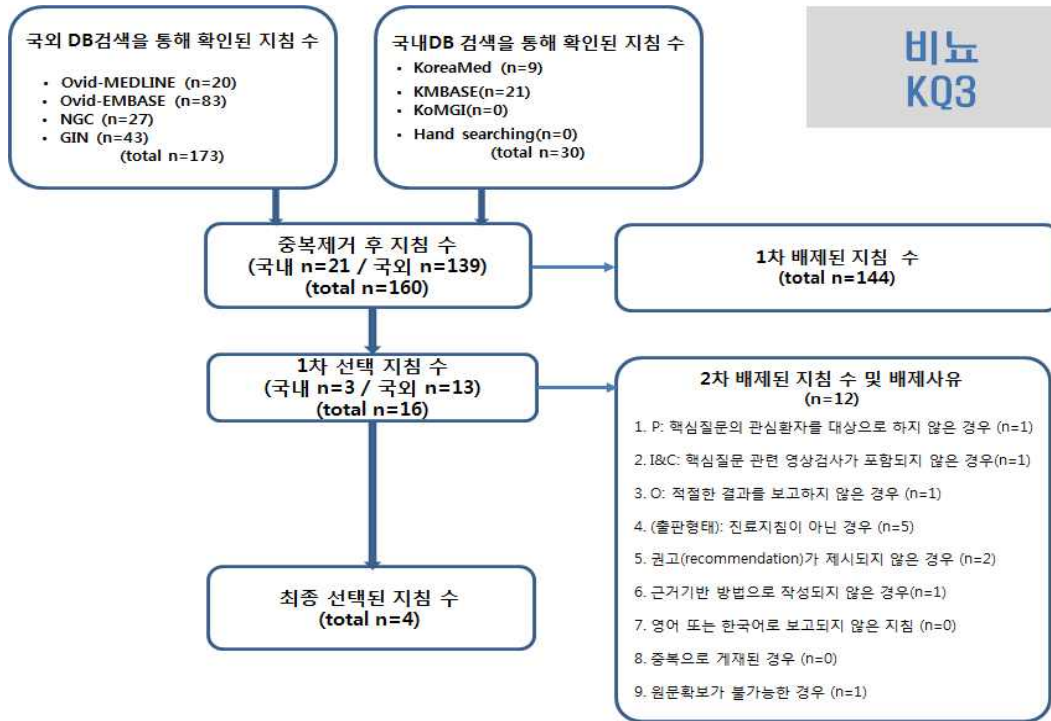 국외 DB검색을 통해 확인된 지침 수
• Ovid-MEDLINE (n=20)
• Ovid-EMBASE (n=83)
• NGC (n=27)
• GIN (n=43)
(total n=173)
국내DB 검색을 통해 확인된 지침 수
• KoreaMed (n=9)
• KMBASE(n=21)
• KoMGI(n=0)
• Hand searching(n=0)
(total n=30)
비뇨
KQ3
중복제거 후 지침 수
(국내 n=21 / 국외 n=139)
(total n=160)
1차 배제된 지침 수
(total n=144)
1차 선택 지침 수
(국내 n=3 / 국외 n=13)
(total n=16)
2차 배제된 지침 수 및 배제사유
(n=12)
1. P: 핵심질문의 관심환자를 대상으로 하지 않은 경우 (n=1)
2. I&C: 핵심질문 관련 영상검사가 포함되지 않은 경우(n=1)
3. O: 적절한 결과를 보고하지 않은 경우 (n=1)
4. (출판형태): 진료지침이 아닌 경우 (n=5)
5. 권고(recommendation)가 제시되지 않은 경우 (n=2)
6. 근거기반 방법으로 작성되지 않은 경우(n=1)
7. 영어 또는 한국어로 보고되지 않은 지침 (n=0)
8. 중복으로 게재된 경우 (n=0)
9. 원문확보가 불가능한 경우 (n=1)
최종 선택된 지침 수
(total n=4)